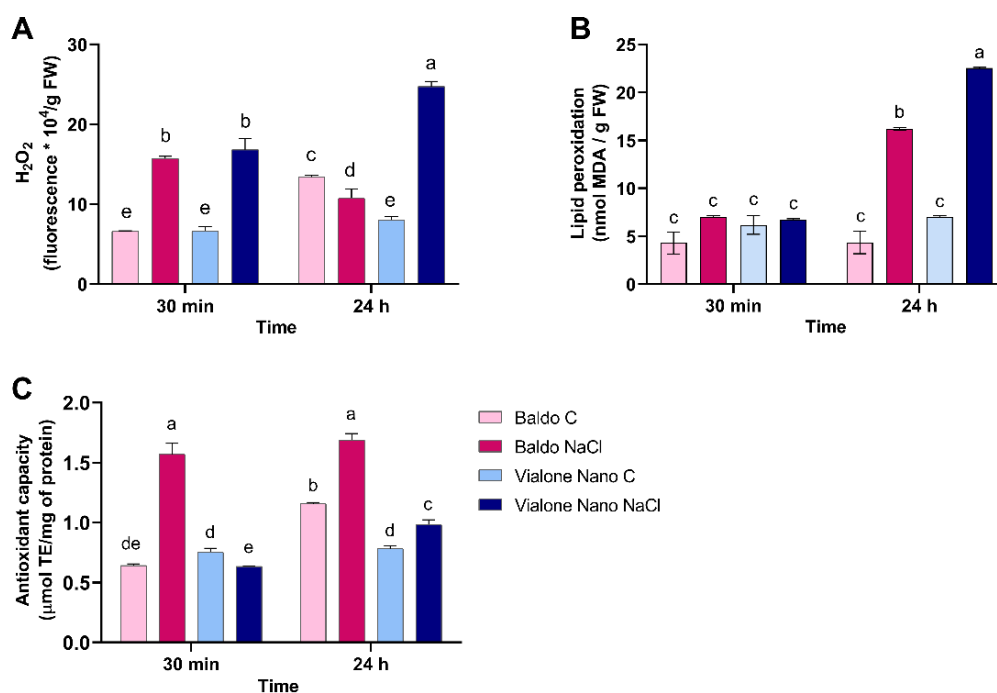 A
H₂O₂
(fluorescence * 10⁴/g FW)
30
20
10
0
e
b
e
b
c
d
e
a
30 min
24 h
Time
B
Lipid peroxidation
(nmol MDA / g FW)
25
20
15
10
5
0
c
c
c
c
c
b
c
a
30 min
24 h
Time
C
Antioxidant capacity
(μmol TE/mg of protein)
2.0
1.5
1.0
0.5
0.0
de
a
d
e
b
a
d
c
30 min
24 h
Time
Baldo C
Baldo NaCl
Vialone Nano C
Vialone Nano NaCl